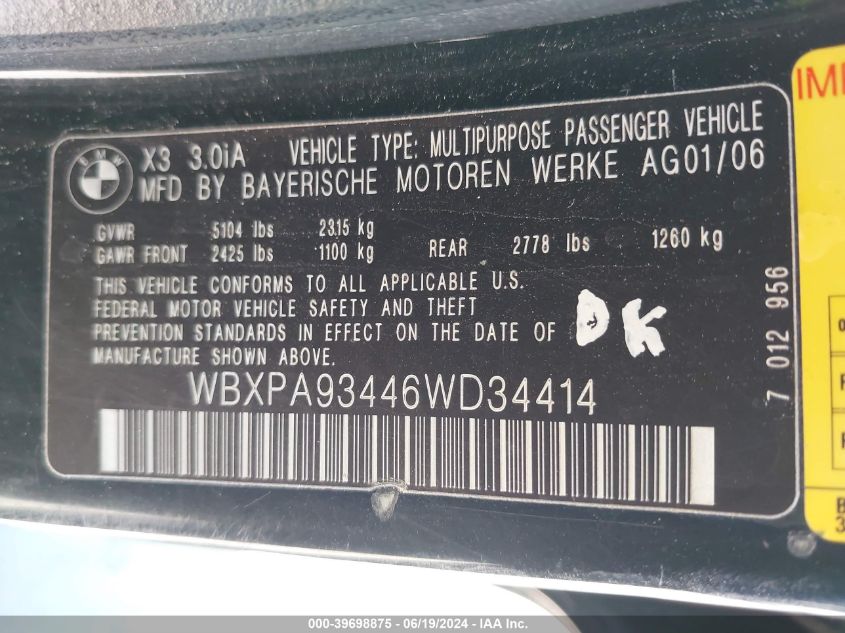 BMW
X3 3.0iA VEHICLE TYPE: MULTIPURPOSE PASSENGER VEHICLE
MFD BY BAYERISCHE MOTOREN WERKE AG01/06
GVWR 5104 lbs 2315 kg
GAWR FRONT 2425 lbs 1100 kg REAR 2778 lbs 1260 kg
THIS VEHICLE CONFORMS TO ALL APPLICABLE U.S.
FEDERAL MOTOR VEHICLE SAFETY AND THEFT
PREVENTION STANDARDS IN EFFECT ON THE DATE OF
MANUFACTURE SHOWN ABOVE.
DK
WBXPA93446WD34414
7 012 956
000-39698875 - 06/19/2024 - IAA Inc.